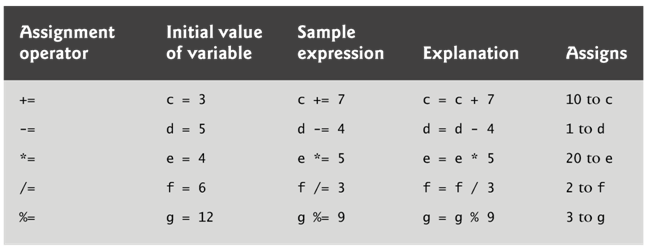 Assignment operator Initial value of variable Sample expression Explanation Assigns
+= c = 3 c += 7 c = c + 7 10 to c
-= d = 5 d -= 4 d = d - 4 1 to d
*= e = 4 e *= 5 e = e * 5 20 to e
/= f = 6 f /= 3 f = f / 3 2 to f
%= g = 12 g %= 9 g = g % 9 3 to g